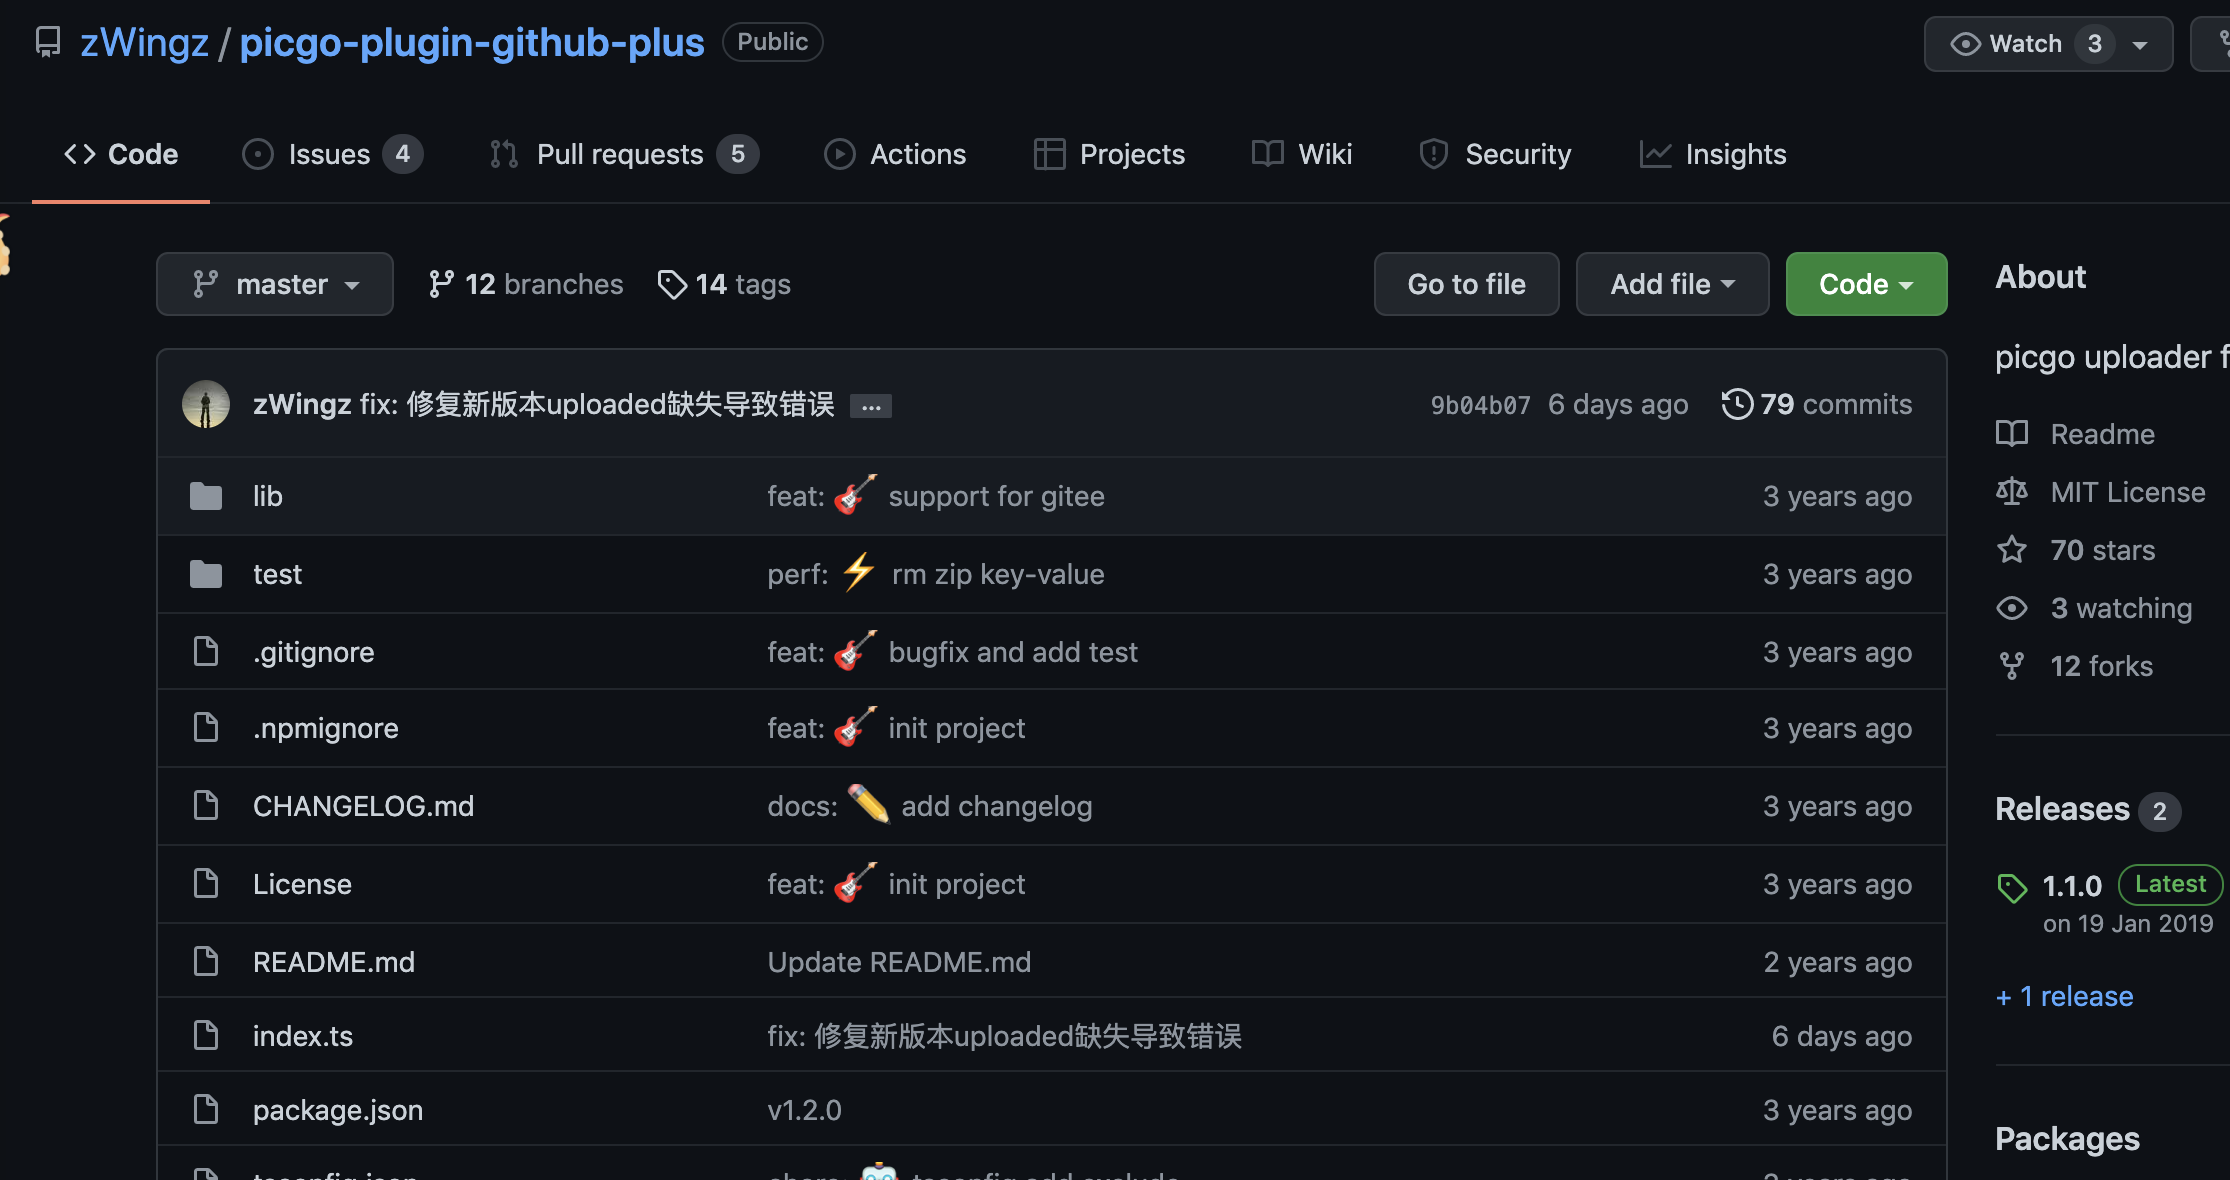 zWingz / picgo-plugin-github-plus Public
Watch 3
Code Issues 4 Pull requests 5 Actions Projects Wiki Security Insights
master 12 branches 14 tags Go to file Add file Code
zWingz fix: 修复新版本uploaded缺失导致错误 ... 9b04b07 6 days ago 79 commits
lib feat: 🎸 support for gitee 3 years ago
test perf: ⚡ rm zip key-value 3 years ago
.gitignore feat: 🎸 bugfix and add test 3 years ago
.npmignore feat: 🎸 init project 3 years ago
CHANGELOG.md docs: ✏️ add changelog 3 years ago
License feat: 🎸 init project 3 years ago
README.md Update README.md 2 years ago
index.ts fix: 修复新版本uploaded缺失导致错误 6 days ago
package.json v1.2.0 3 years ago
tsconfig.json chore: 🤖 tsconfig add exclude
About
picgo uploader f
Readme
MIT License
70 stars
3 watching
12 forks
Releases 2
1.1.0 Latest
on 19 Jan 2019
+ 1 release
Packages